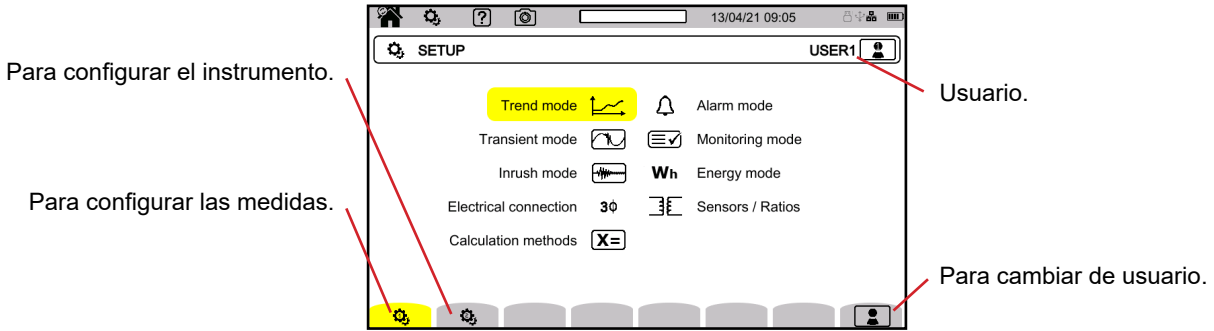 13/04/21 09:05
SETUP USER1
Para configurar el instrumento.
Usuario.
Trend mode Alarm mode
Transient mode Monitoring mode
Inrush mode Wh Energy mode
Para configurar las medidas.
Electrical connection 3ϕ Sensors / Ratios
Calculation methods X=
Para cambiar de usuario.